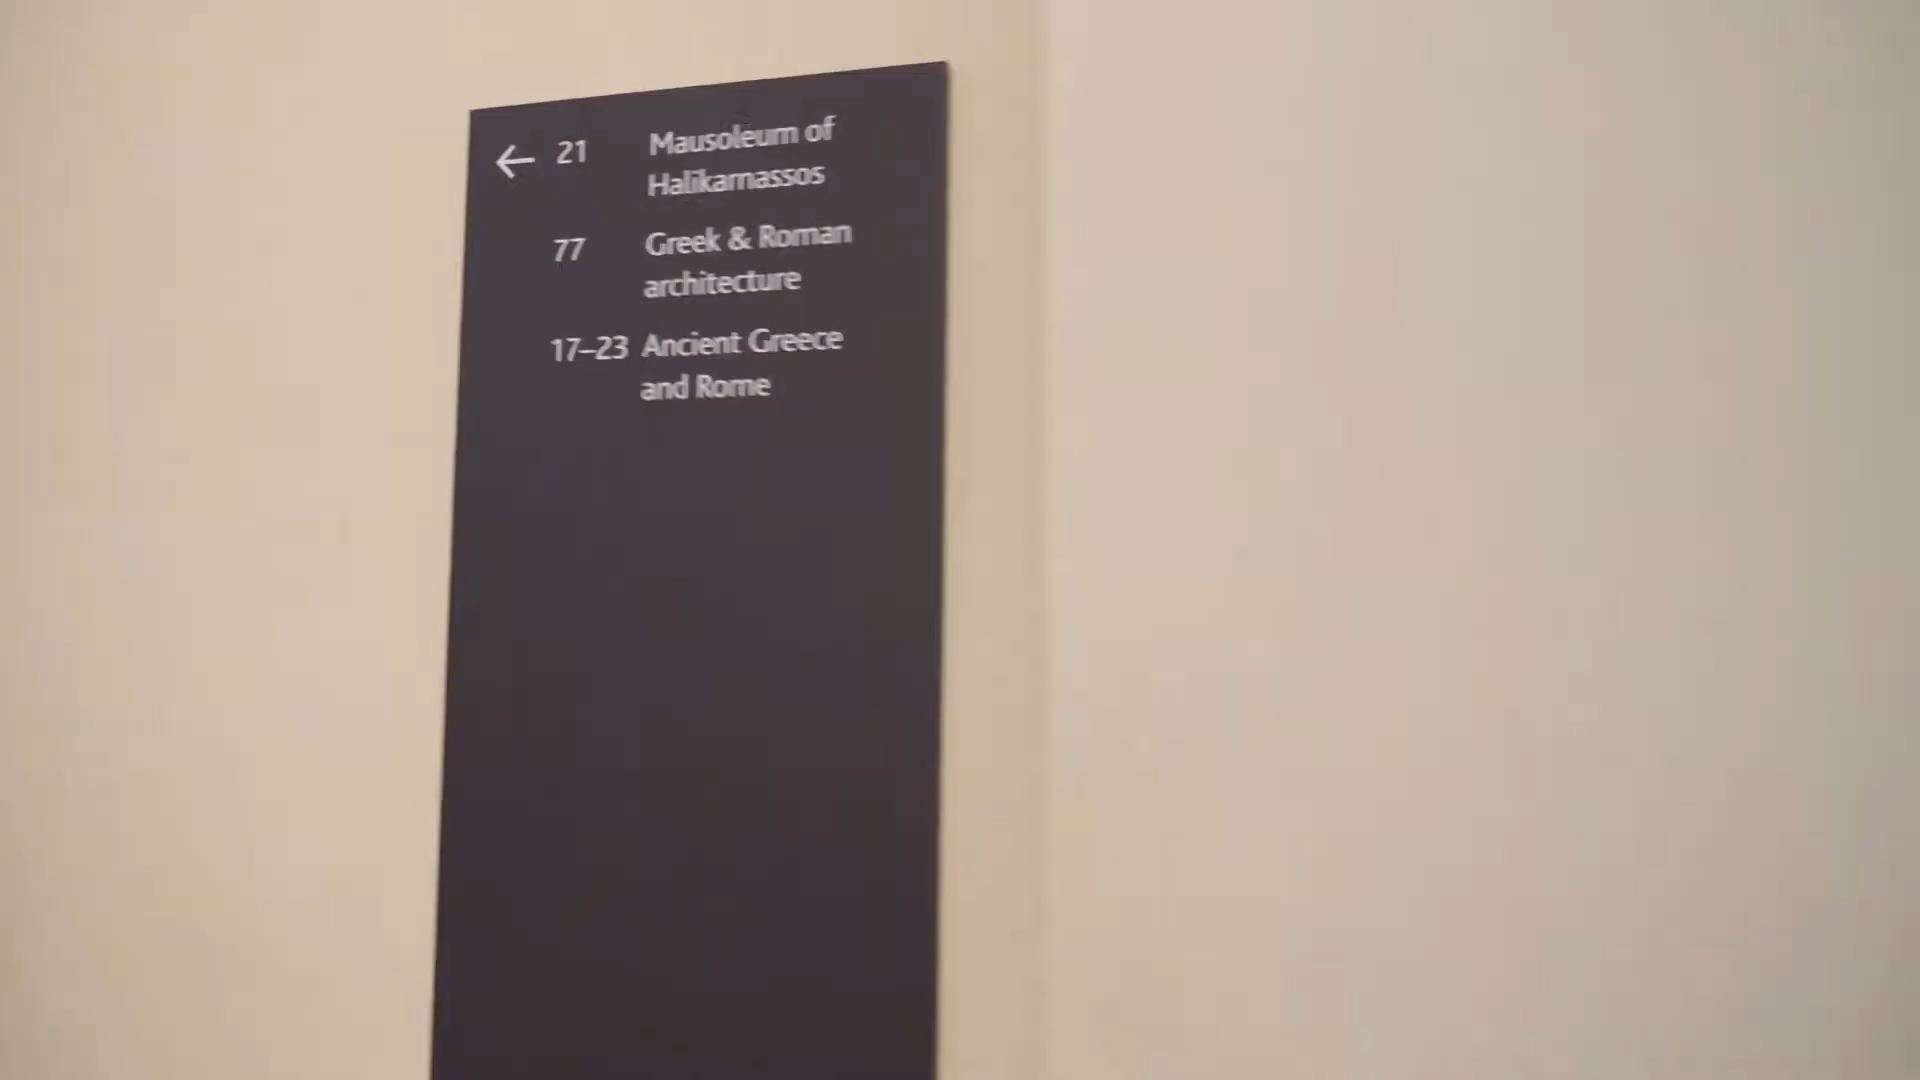 ← 21 Mausoleum of
Halikarnassos
77 Greek & Roman
architecture
17–23 Ancient Greece
and Rome